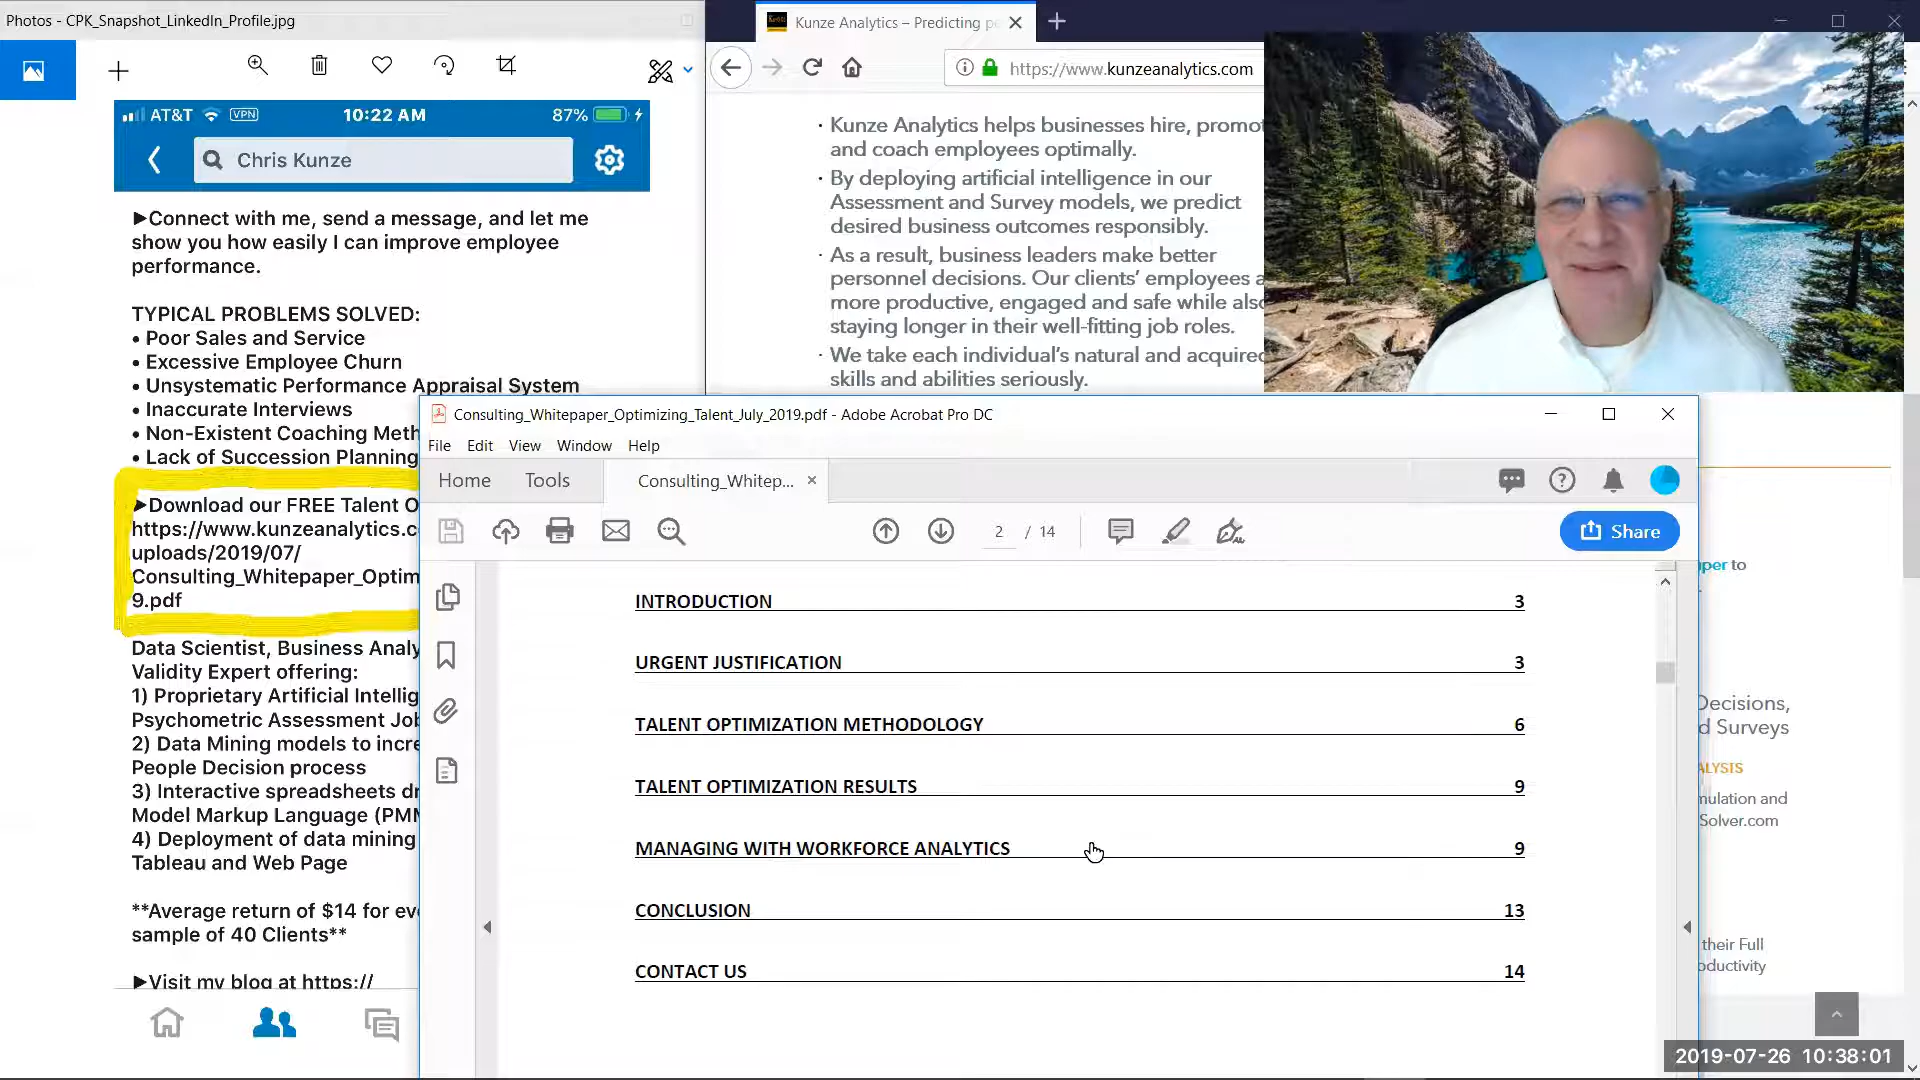 Photos - CPK_Snapshot_LinkedIn_Profile.jpg
AT&T VPN 10:22 AM 87%
Chris Kunze
►Connect with me, send a message, and let me
show you how easily I can improve employee
performance.
TYPICAL PROBLEMS SOLVED:
• Poor Sales and Service
• Excessive Employee Churn
• Unsystematic Performance Appraisal System
• Inaccurate Interviews
• Non-Existent Coaching Meth
• Lack of Succession Planning
►Download our FREE Talent O
https://www.kunzeanalytics.c
uploads/2019/07/
Consulting_Whitepaper_Optim
9.pdf
Data Scientist, Business Analy
Validity Expert offering:
1) Proprietary Artificial Intellig
Psychometric Assessment Jo
2) Data Mining models to incre
People Decision process
3) Interactive spreadsheets dr
Model Markup Language (PM
4) Deployment of data mining
Tableau and Web Page
**Average return of $14 for ev
sample of 40 Clients**
►Visit my blog at https://
Kunze Analytics – Predicting pe
https://www.kunzeanalytics.com
· Kunze Analytics helps businesses hire, promot
and coach employees optimally.
· By deploying artificial intelligence in our
Assessment and Survey models, we predict
desired business outcomes responsibly.
· As a result, business leaders make better
personnel decisions. Our clients' employees a
more productive, engaged and safe while also
staying longer in their well-fitting job roles.
· We take each individual's natural and acquired
skills and abilities seriously.
Consulting_Whitepaper_Optimizing_Talent_July_2019.pdf - Adobe Acrobat Pro DC
File Edit View Window Help
Home Tools Consulting_Whitep...
2 / 14 Share
INTRODUCTION 3
URGENT JUSTIFICATION 3
TALENT OPTIMIZATION METHODOLOGY 6
TALENT OPTIMIZATION RESULTS 9
MANAGING WITH WORKFORCE ANALYTICS 9
CONCLUSION 13
CONTACT US 14
per to
Decisions,
d Surveys
ALYSIS
mulation and
Solver.com
their Full
oductivity
2019-07-26 10:38:01